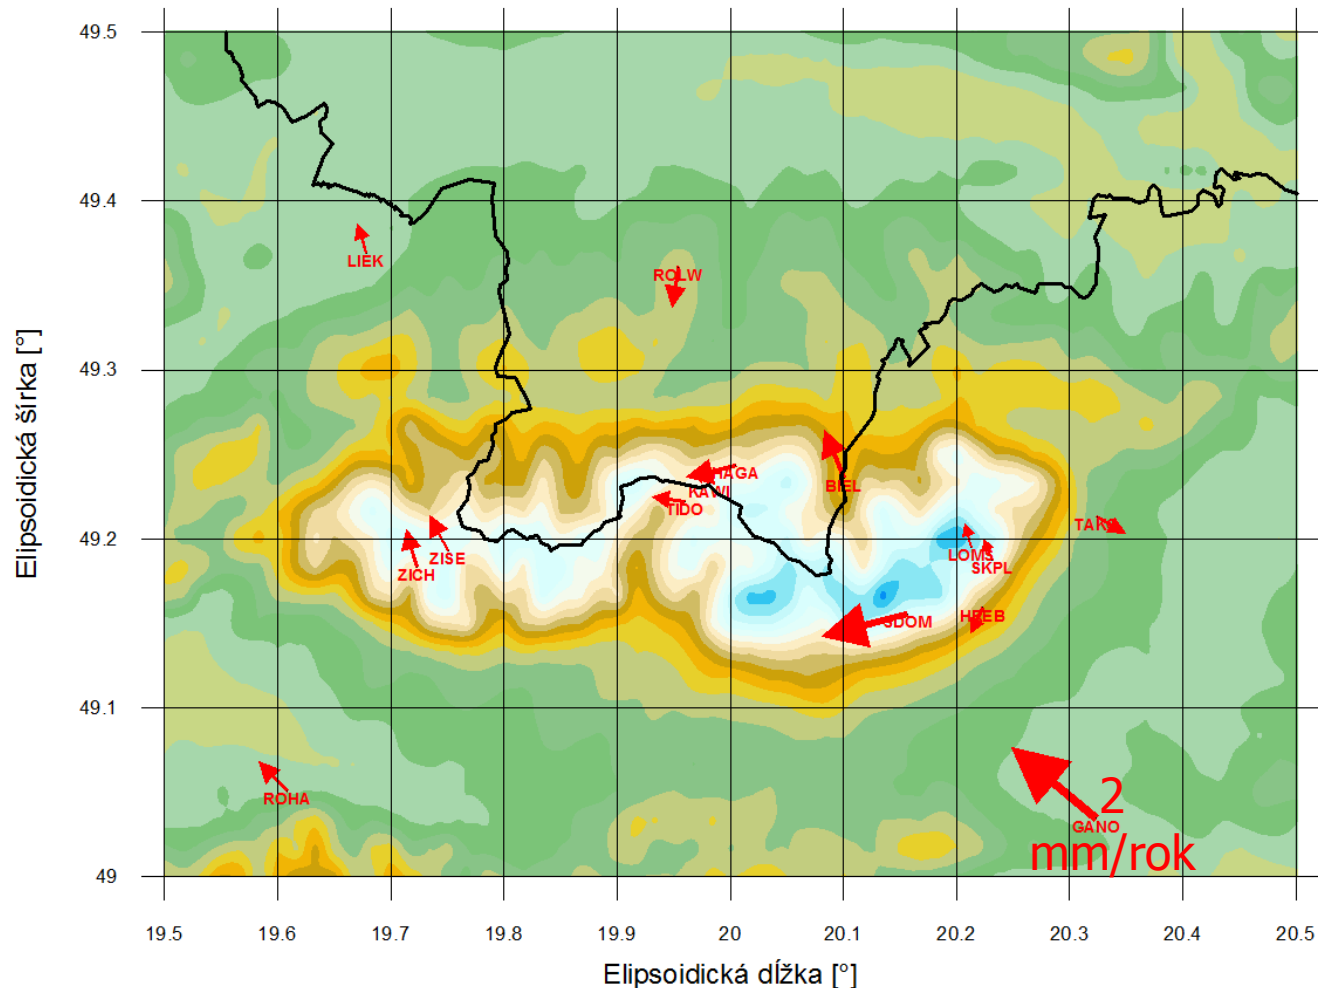 49.5
49.4
LIEK
ROLW
49.3
HAGA
KAWI
BIEL
TIDO
49.2
ZISE
ZICH
LOMS
SKPL
HREB
SDOM
49.1
ROHA
2
GANO
mm/rok
49
19.5 19.6 19.7 19.8 19.9 20 20.1 20.2 20.3 20.4 20.5
Elipsoidická dĺžka [°]
Elipsoidická šírka [°]